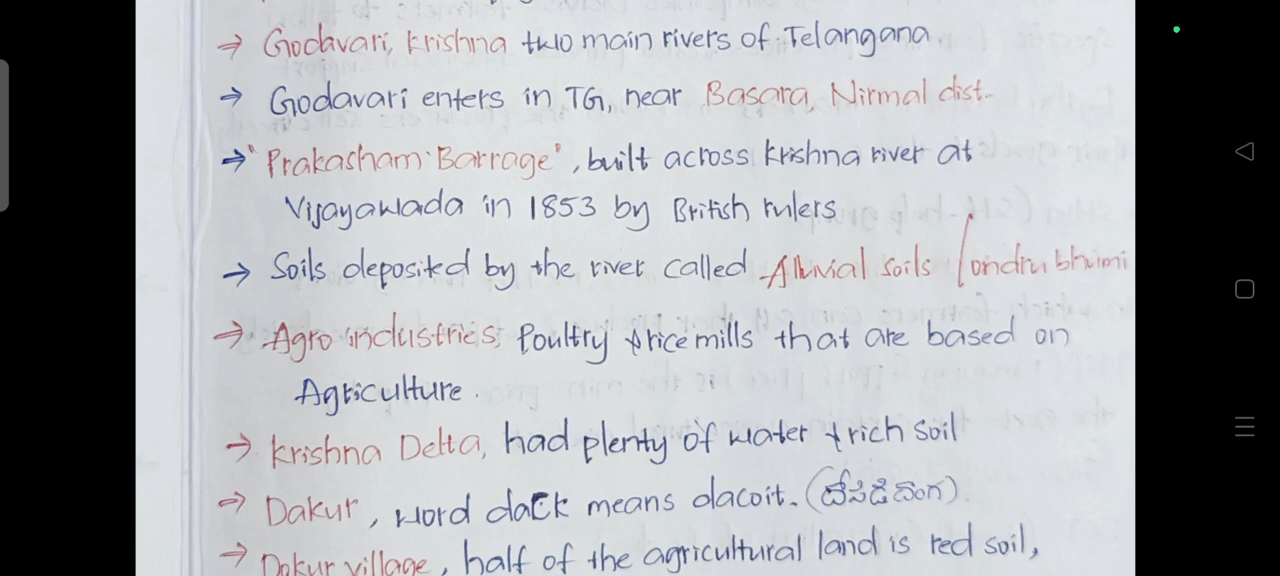 → Godavari, Krishna two main rivers of Telangana
→ Godavari enters in TG, near Basara, Nirmal dist.
→ "Prakasham Barrage", built across Krishna river at
Vijayawada in 1853 by British rulers
→ Soils deposited by the river called Alluvial soils / ondru bhumi
→ Agro industries, Poultry & rice mills that are based on
Agriculture.
→ Krishna Delta, had plenty of water & rich soil
→ Dakur, word dack means dacoit. (దోపిడిదొంగ)
→ Dokur village, half of the agricultural land is red soil,